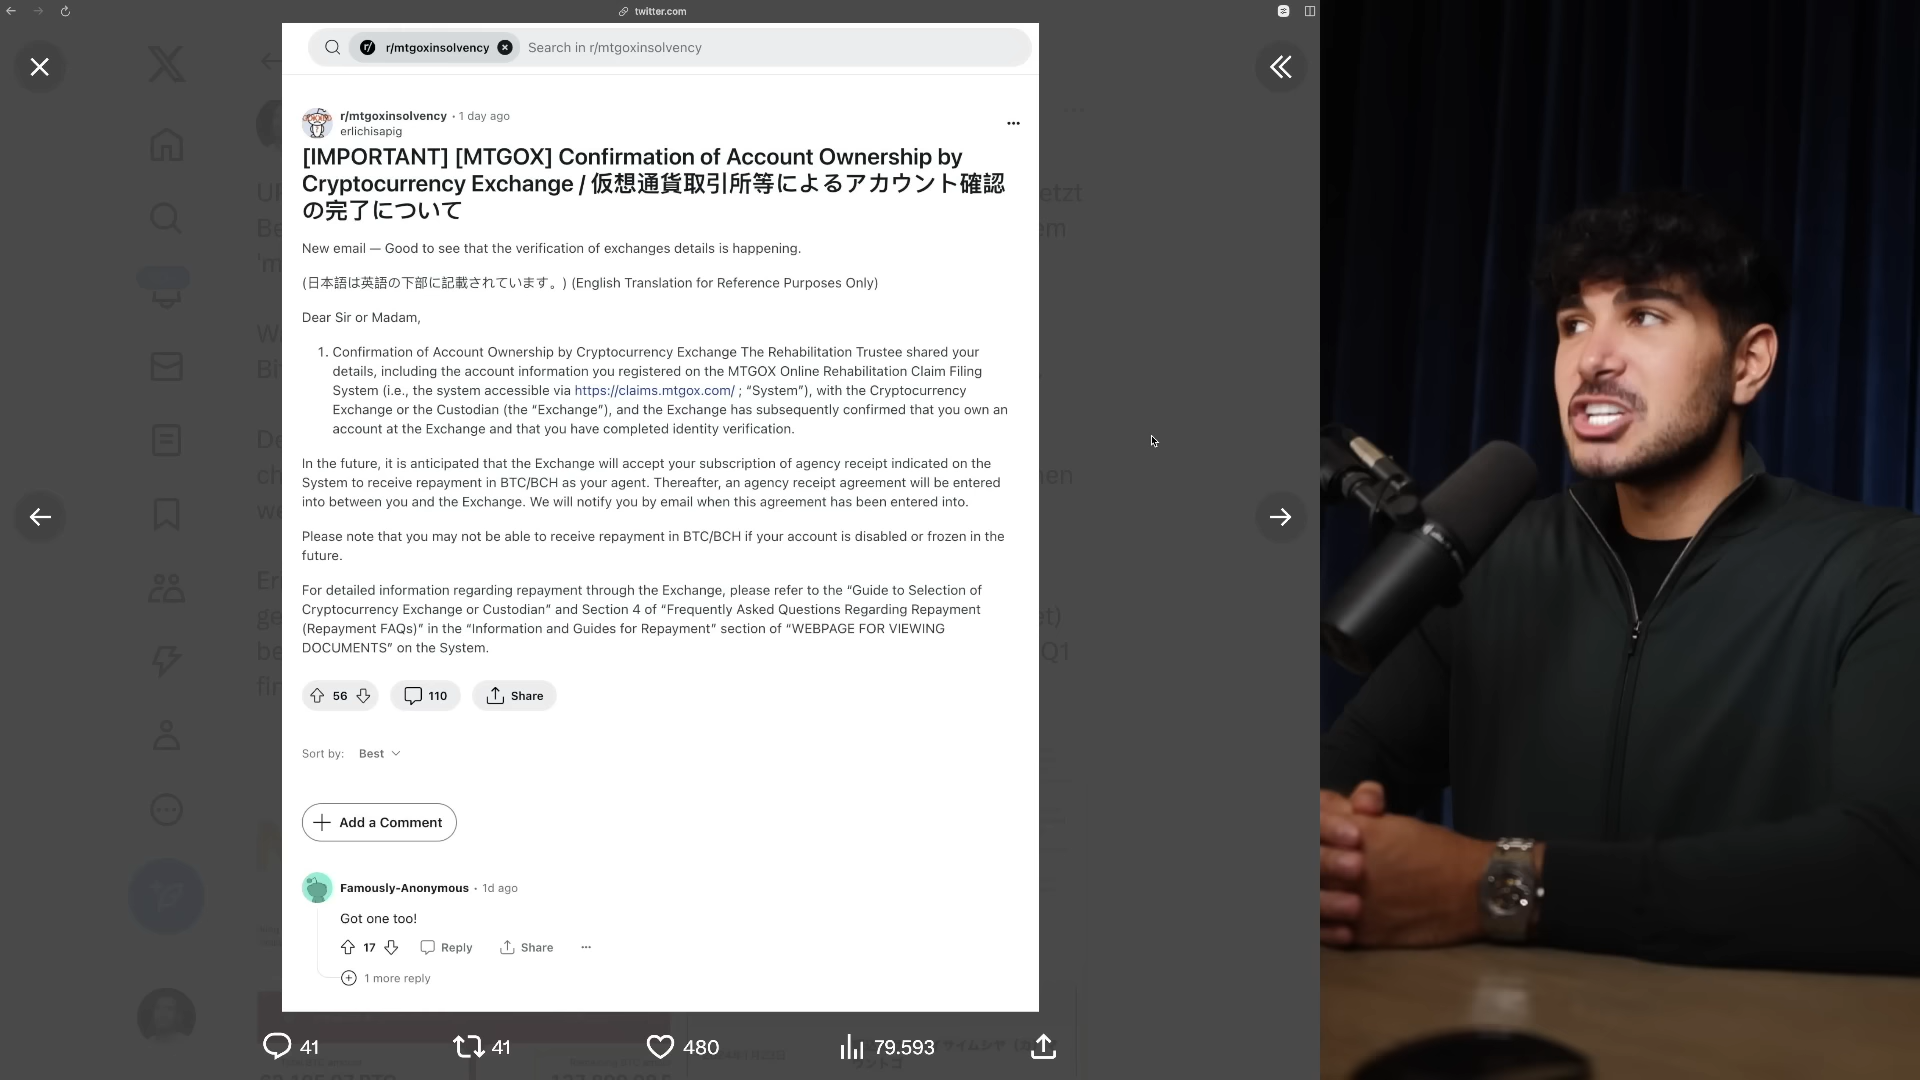 twitter.com
r/mtgoxinsolvency
Search in r/mtgoxinsolvency
r/mtgoxinsolvency • 1 day ago
erlichisapig
[IMPORTANT] [MTGOX] Confirmation of Account Ownership by
Cryptocurrency Exchange / 仮想通貨取引所等によるアカウント確認
の完了について
New email — Good to see that the verification of exchanges details is happening.
(日本語は英語の下部に記載されています。) (English Translation for Reference Purposes Only)
Dear Sir or Madam,
1. Confirmation of Account Ownership by Cryptocurrency Exchange The Rehabilitation Trustee shared your
details, including the account information you registered on the MTGOX Online Rehabilitation Claim Filing
System (i.e., the system accessible via https://claims.mtgox.com/ ; “System”), with the Cryptocurrency
Exchange or the Custodian (the “Exchange”), and the Exchange has subsequently confirmed that you own an
account at the Exchange and that you have completed identity verification.
In the future, it is anticipated that the Exchange will accept your subscription of agency receipt indicated on the
System to receive repayment in BTC/BCH as your agent. Thereafter, an agency receipt agreement will be entered
into between you and the Exchange. We will notify you by email when this agreement has been entered into.
Please note that you may not be able to receive repayment in BTC/BCH if your account is disabled or frozen in the
future.
For detailed information regarding repayment through the Exchange, please refer to the “Guide to Selection of
Cryptocurrency Exchange or Custodian” and Section 4 of “Frequently Asked Questions Regarding Repayment
(Repayment FAQs)” in the “Information and Guides for Repayment” section of “WEBPAGE FOR VIEWING
DOCUMENTS” on the System.
56 110 Share
Sort by: Best
Add a Comment
Famously-Anonymous • 1d ago
Got one too!
17 Reply Share
1 more reply
41 41 480 79.593